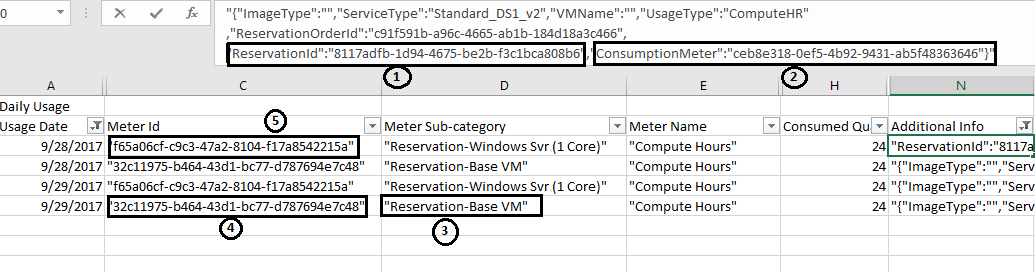 0
fx
"{"ImageType":"","ServiceType":"Standard_DS1_v2","VMName":"","UsageType":"ComputeHR"
,"ReservationOrderId":"c91f591b-a96c-4665-ab1b-184d18a3c466",
"ReservationId":"8117adfb-1d94-4675-be2b-f3c1bca808b6","ConsumptionMeter":"ceb8e318-0ef5-4b92-9431-ab5f48363646"}"
1 2
A C D E H N
Daily Usage
5
Usage Date Meter Id Meter Sub-category Meter Name Consumed Qu Additional Info
9/28/2017 "f65a06cf-c9c3-47a2-8104-f17a8542215a" "Reservation-Windows Svr (1 Core)" "Compute Hours" 24 "ReservationId":"8117a
9/28/2017 "32c11975-b464-43d1-bc77-d787694e7c48" "Reservation-Base VM" "Compute Hours" 24 "{"ImageType":"","Serv
9/29/2017 "f65a06cf-c9c3-47a2-8104-f17a8542215a" "Reservation-Windows Svr (1 Core)" "Compute Hours" 24 "{"ImageType":"","Serv
9/29/2017 "32c11975-b464-43d1-bc77-d787694e7c48" "Reservation-Base VM" "Compute Hours" 24 "{"ImageType":"","Serv
4 3